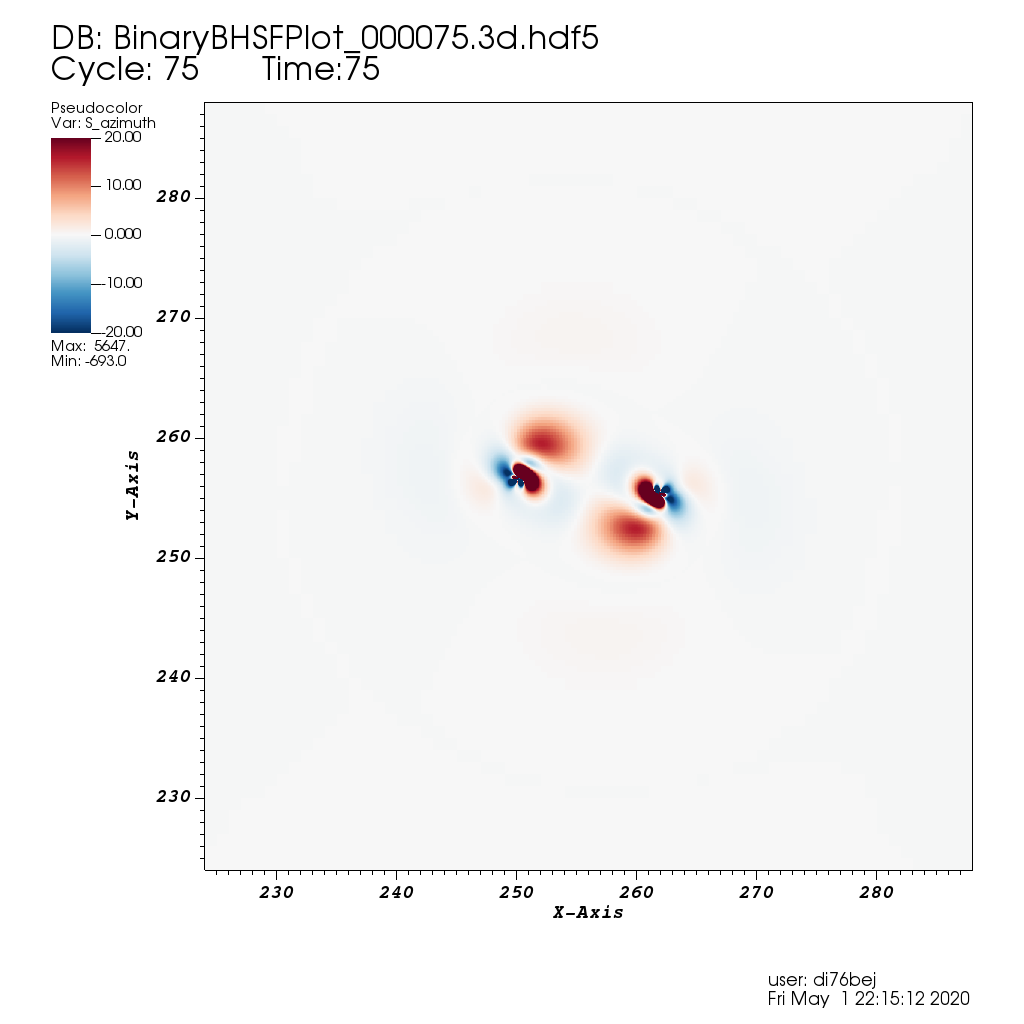 DB: BinaryBHSFPlot_000075.3d.hdf5
Cycle: 75 Time:75
Pseudocolor
Var: S_azimuth
20.00
10.00
0.000
-10.00
-20.00
Max: 5647.
Min: -693.0
280
270
260
250
240
230
Y-Axis
230 240 250 260 270 280
X-Axis
user: di76bej
Fri May 1 22:15:12 2020